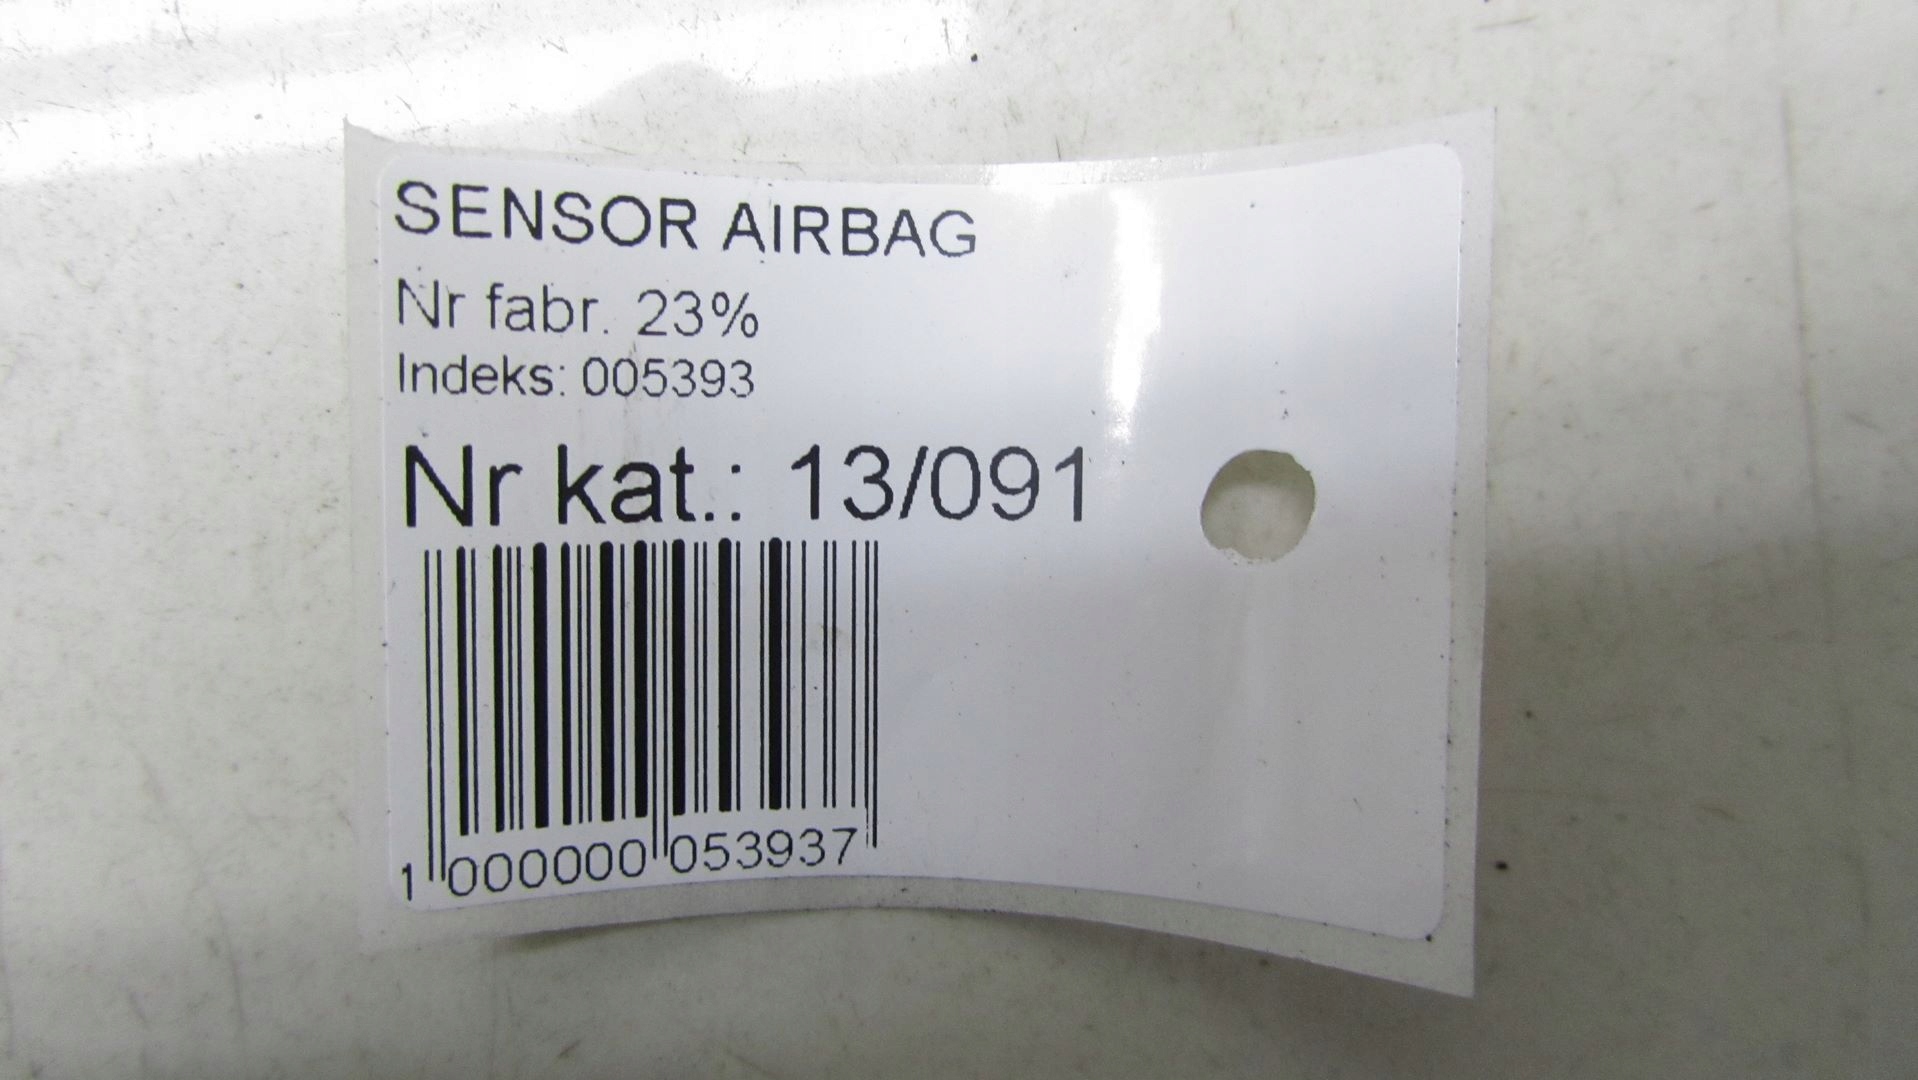 SENSOR AIRBAG
Nr fabr. 23%
Indeks: 005393
Nr kat.: 13/091
1 000000 053937